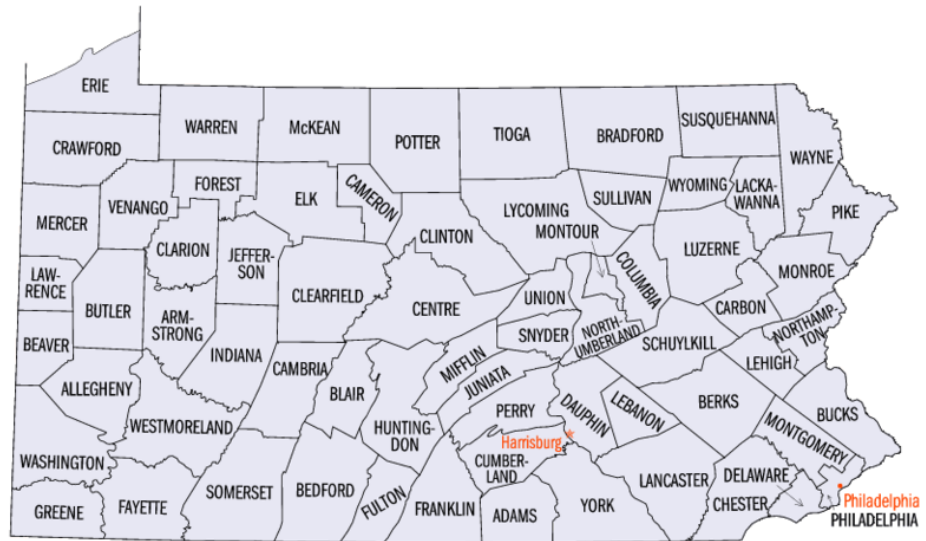 ERIE
WARREN
McKEAN
POTTER
TIOGA
BRADFORD
SUSQUEHANNA
CRAWFORD
WAYNE
FOREST
ELK
CAMERON
SULLIVAN
WYOMING
LACKA-
WANNA
PIKE
MERCER
VENANGO
CLARION
JEFFER-
SON
CLINTON
LYCOMING
MONTOUR
COLUMBIA
LUZERNE
MONROE
LAW-
RENCE
BUTLER
ARM-
STRONG
CLEARFIELD
CENTRE
UNION
SNYDER
NORTH-
UMBERLAND
SCHUYLKILL
CARBON
NORTHAMP-
TON
BEAVER
INDIANA
CAMBRIA
BLAIR
MIFFLIN
JUNIATA
LEHIGH
ALLEGHENY
WESTMORELAND
HUNTING-
DON
PERRY
DAUPHIN
LEBANON
BERKS
MONTGOMERY
BUCKS
Harrisburg
WASHINGTON
CUMBER-
LAND
LANCASTER
DELAWARE
CHESTER
GREENE
FAYETTE
SOMERSET
BEDFORD
FULTON
FRANKLIN
ADAMS
YORK
Philadelphia
PHILADELPHIA